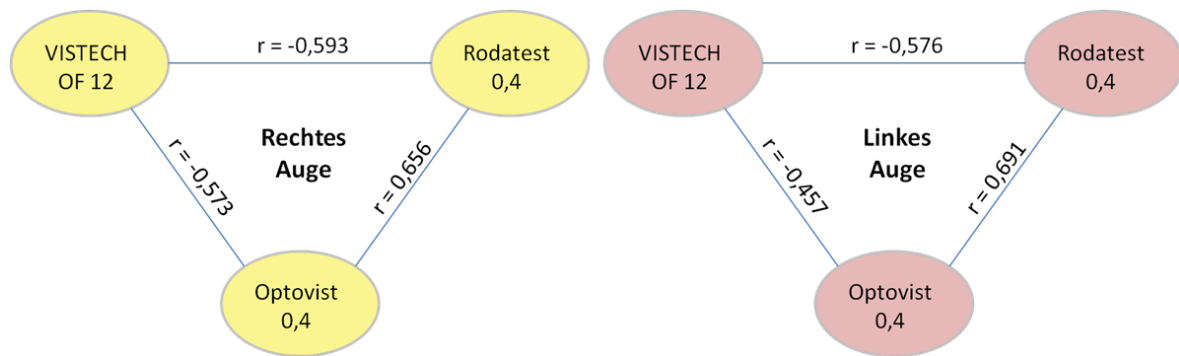 VISTECH
OF 12
r = -0,593
Rodatest
0,4
Rechtes
Auge
r = -0,573
r = 0,656
Optovist
0,4
VISTECH
OF 12
r = -0,576
Rodatest
0,4
Linkes
Auge
r = -0,457
r = 0,691
Optovist
0,4